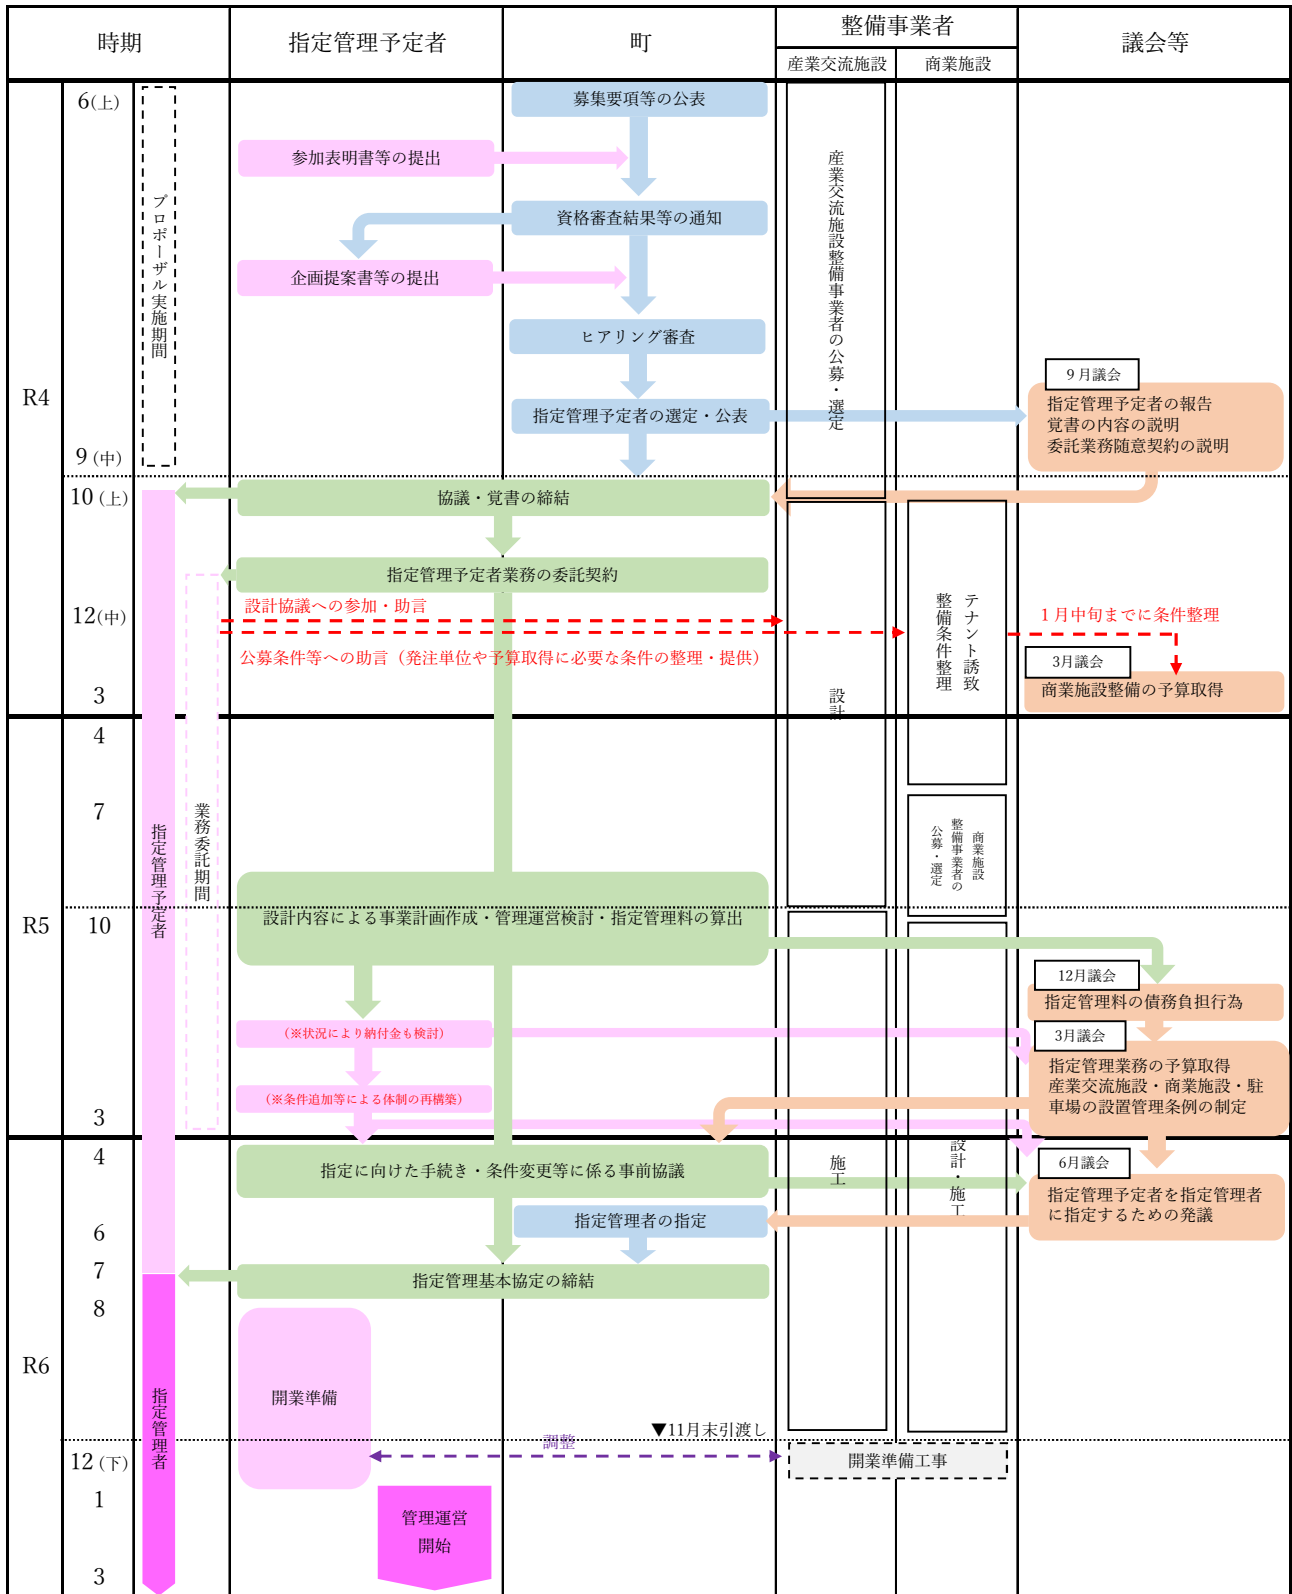 時期
指定管理予定者
町
整備事業者
産業交流施設
商業施設
議会等
R4
6(上)
プロポーザル実施期間
募集要項等の公表
参加表明書等の提出
資格審査結果等の通知
企画提案書等の提出
ヒアリング審査
指定管理予定者の選定・公表
産業交流施設整備事業者の公募・選定
9月議会
指定管理予定者の報告
覚書の内容の説明
委託業務随意契約の説明
9(中)
10(上)
協議・覚書の締結
指定管理予定者業務の委託契約
12(中)
設計協議への参加・助言
公募条件等への助言（発注単位や予算取得に必要な条件の整理・提供）
テナント誘致
整備条件整理
1月中旬までに条件整理
3月議会
商業施設整備の予算取得
設計
3
R5
4
7
指定管理予定者
業務委託期間
商業施設
整備事業者の
公募・選定
10
設計内容による事業計画作成・管理運営検討・指定管理料の算出
12月議会
指定管理料の債務負担行為
（※状況により納付金も検討）
3月議会
指定管理業務の予算取得
産業交流施設・商業施設・駐
車場の設置管理条例の制定
（※条件追加等による体制の再構築）
3
R6
4
指定に向けた手続き・条件変更等に係る事前協議
施工
設計・施工
6月議会
指定管理予定者を指定管理者
に指定するための発議
6
指定管理者の指定
7
指定管理基本協定の締結
8
指定管理者
開業準備
▼11月末引渡し
調整
12(下)
開業準備工事
1
管理運営
開始
3